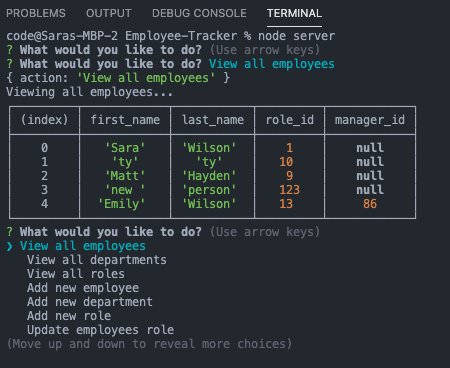 PROBLEMS OUTPUT DEBUG CONSOLE TERMINAL
code@Saras-MBP-2 Employee-Tracker % node server
? What would you like to do? (Use arrow keys)
? What would you like to do? View all employees
{ action: 'View all employees' }
Viewing all employees...
(index) first_name last_name role_id manager_id
0 'Sara' 'Wilson' 1 null
1 'ty' 'ty' 10 null
2 'Matt' 'Hayden' 9 null
3 'new ' 'person' 123 null
4 'Emily' 'Wilson' 13 86
? What would you like to do? (Use arrow keys)
❯ View all employees
View all departments
View all roles
Add new employee
Add new department
Add new role
Update employees role
(Move up and down to reveal more choices)